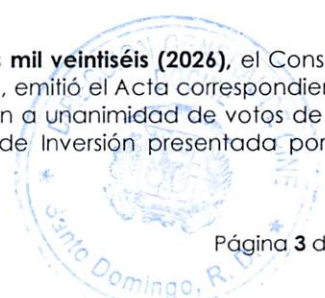 s mil veintiséis (2026), el Cons
, emitió el Acta correspondien
n a unanimidad de votos de
de Inversión presentada por
Página 3 d
Santo Domingo, R. D.